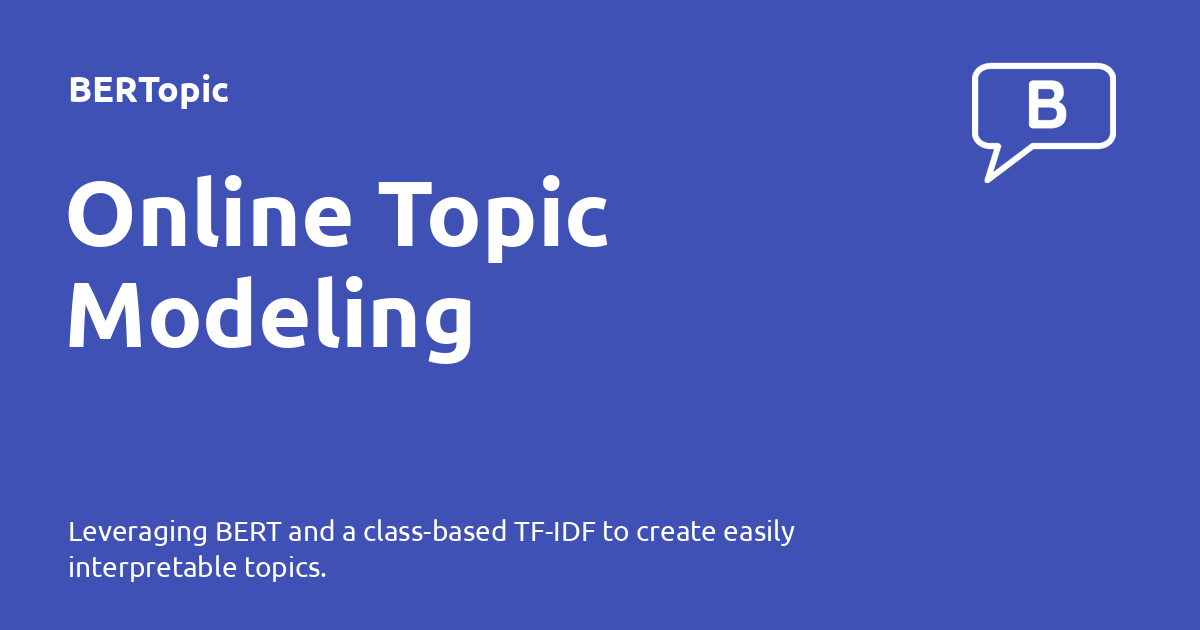 BERTopic
B
Online Topic
Modeling
Leveraging BERT and a class-based TF-IDF to create easily
interpretable topics.